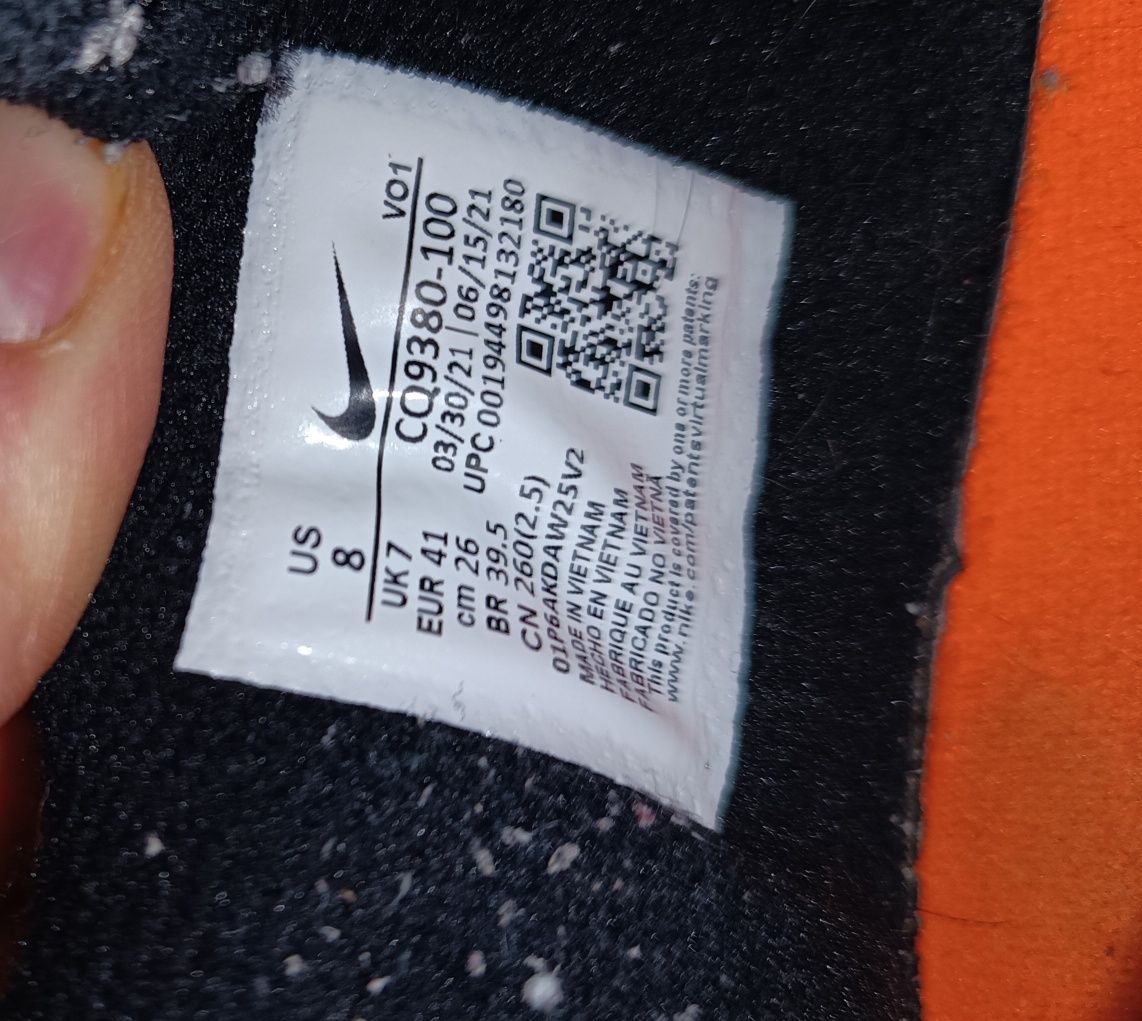 US
8
VO1
UK 7
EUR 41
cm 26
BR 39.5
CN 260(2.5)
CQ9380-100
03/30/21 | 06/15/21
UPC 00194498132180
01P6AKDAW25V2
MADE IN VIETNAM
HECHO EN VIETNAM
FABRIQUE AU VIETNAM
FABRICADO NO VIETNÃ
This product is covered by one or more patents:
www.nike.com/patentsvirtualmarking